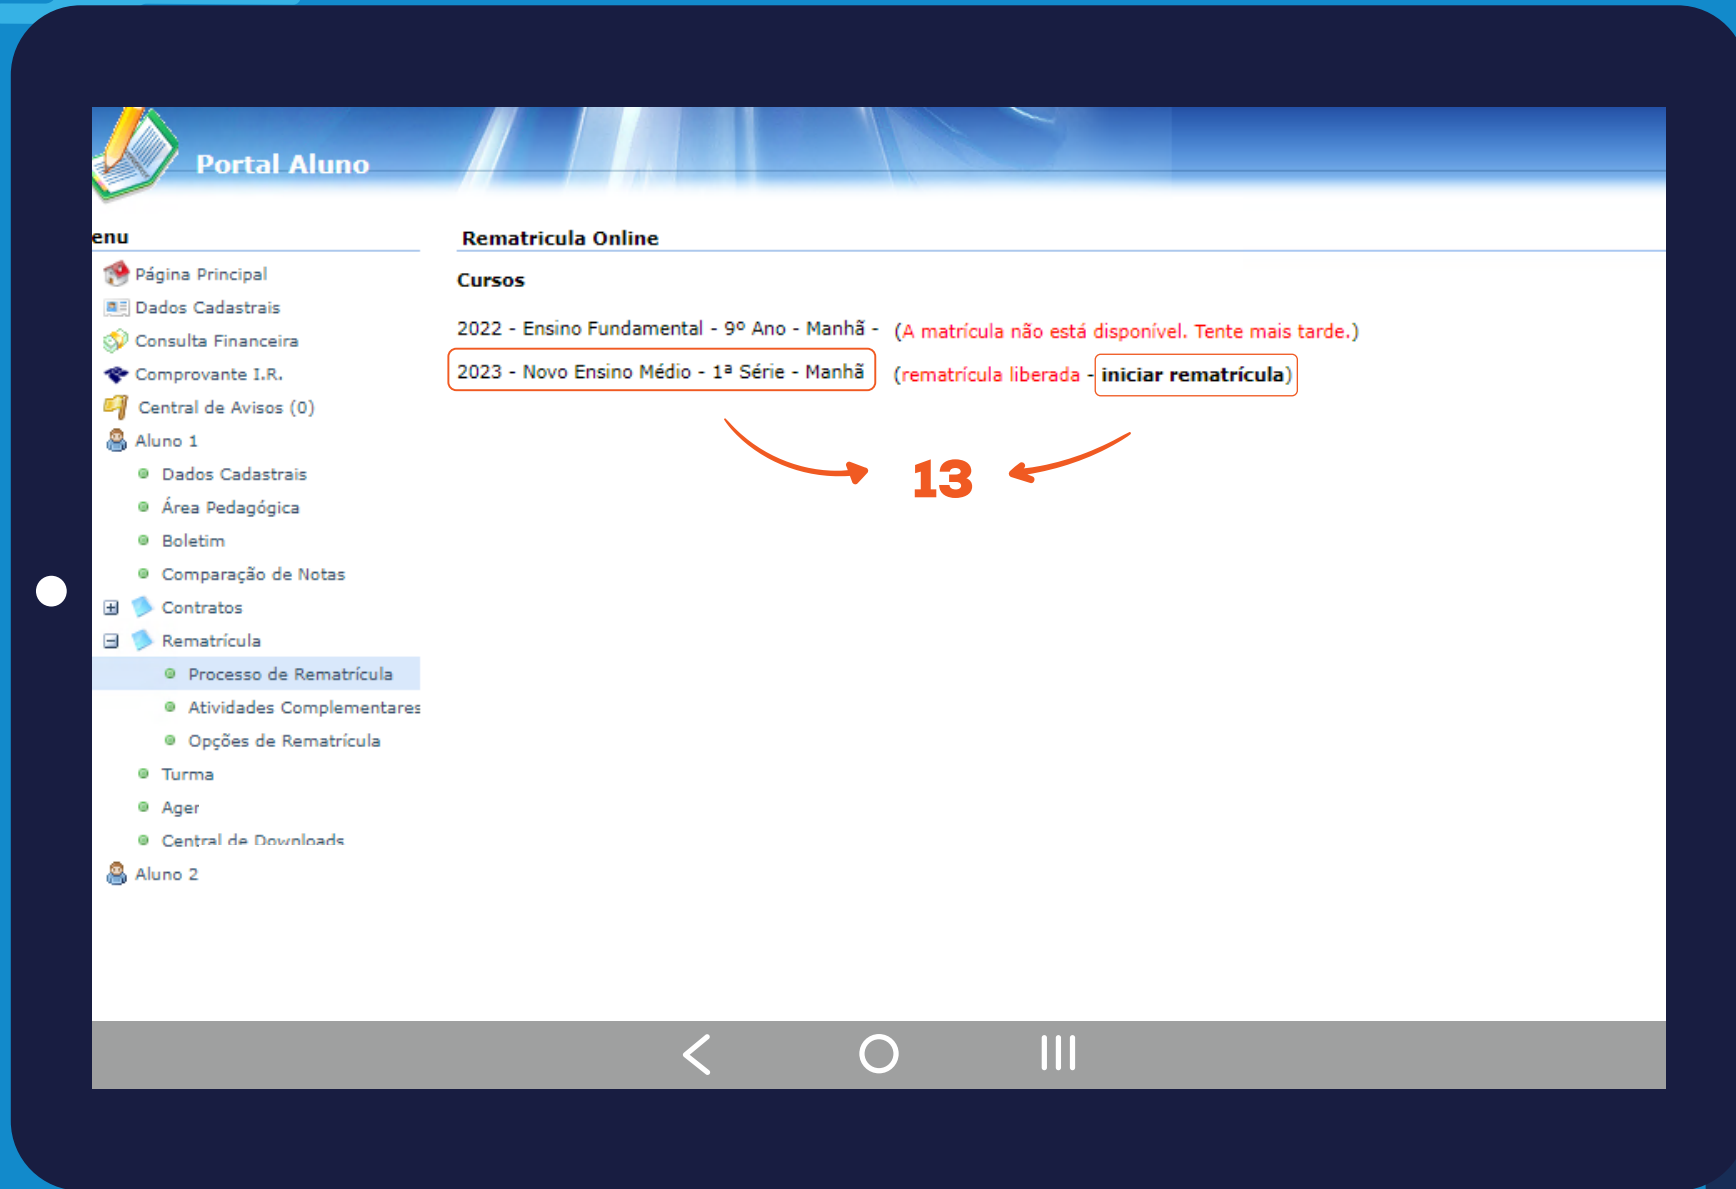 Portal Aluno
enu
Página Principal
Dados Cadastrais
Consulta Financeira
Comprovante I.R.
Central de Avisos (0)
Aluno 1
Dados Cadastrais
Área Pedagógica
Boletim
Comparação de Notas
Contratos
Rematrícula
Processo de Rematrícula
Atividades Complementares
Opções de Rematrícula
Turma
Ager
Central de Downloads
Aluno 2
Rematricula Online
Cursos
2022 - Ensino Fundamental - 9º Ano - Manhã - (A matrícula não está disponível. Tente mais tarde.)
2023 - Novo Ensino Médio - 1ª Série - Manhã (rematrícula liberada - iniciar rematrícula)
13